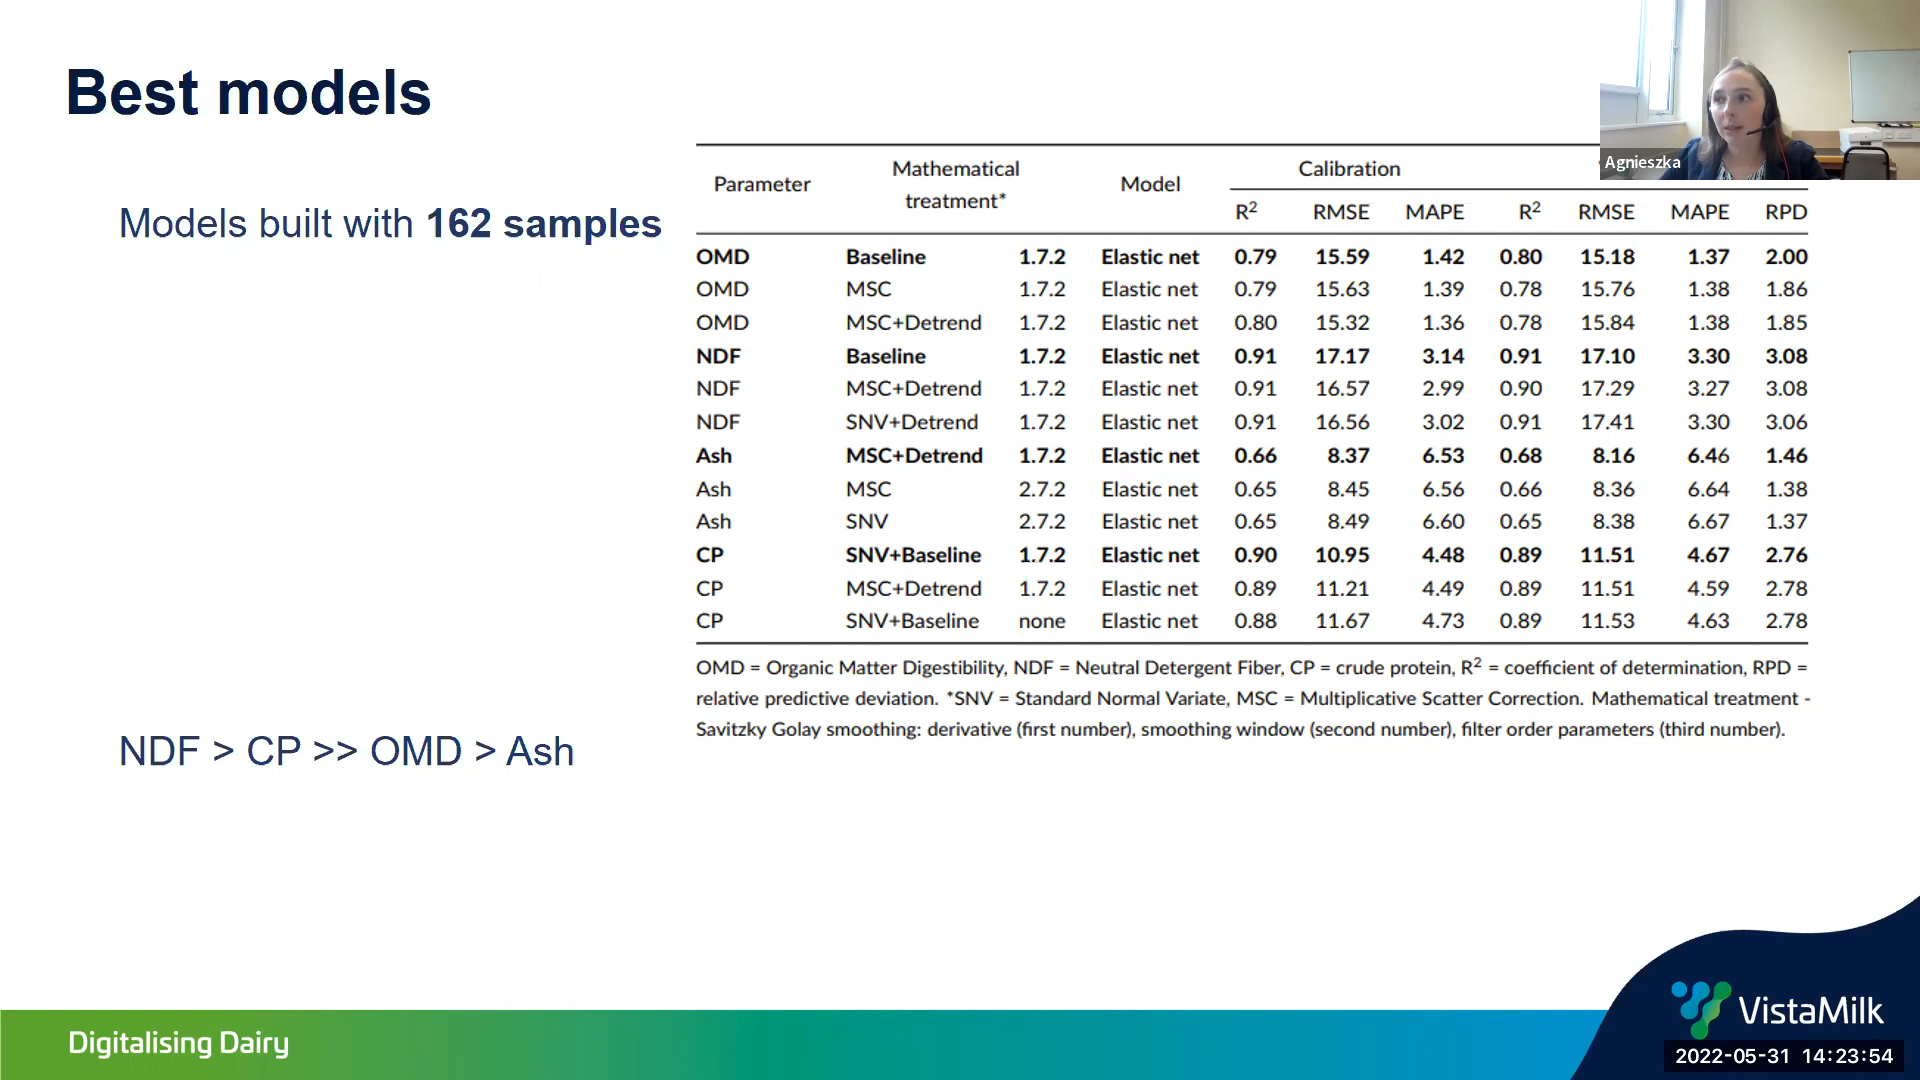 Best models
Models built with 162 samples
NDF > CP >> OMD > Ash
Parameter Mathematical treatment* Model Calibration
R² RMSE MAPE R² RMSE MAPE RPD
OMD Baseline 1.7.2 Elastic net 0.79 15.59 1.42 0.80 15.18 1.37 2.00
OMD MSC 1.7.2 Elastic net 0.79 15.63 1.39 0.78 15.76 1.38 1.86
OMD MSC+Detrend 1.7.2 Elastic net 0.80 15.32 1.36 0.78 15.84 1.38 1.85
NDF Baseline 1.7.2 Elastic net 0.91 17.17 3.14 0.91 17.10 3.30 3.08
NDF MSC+Detrend 1.7.2 Elastic net 0.91 16.57 2.99 0.90 17.29 3.27 3.08
NDF SNV+Detrend 1.7.2 Elastic net 0.91 16.56 3.02 0.91 17.41 3.30 3.06
Ash MSC+Detrend 1.7.2 Elastic net 0.66 8.37 6.53 0.68 8.16 6.46 1.46
Ash MSC 2.7.2 Elastic net 0.65 8.45 6.56 0.66 8.36 6.64 1.38
Ash SNV 2.7.2 Elastic net 0.65 8.49 6.60 0.65 8.38 6.67 1.37
CP SNV+Baseline 1.7.2 Elastic net 0.90 10.95 4.48 0.89 11.51 4.67 2.76
CP MSC+Detrend 1.7.2 Elastic net 0.89 11.21 4.49 0.89 11.51 4.59 2.78
CP SNV+Baseline none Elastic net 0.88 11.67 4.73 0.89 11.53 4.63 2.78
OMD = Organic Matter Digestibility, NDF = Neutral Detergent Fiber, CP = crude protein, R² = coefficient of determination, RPD =
relative predictive deviation. *SNV = Standard Normal Variate, MSC = Multiplicative Scatter Correction. Mathematical treatment -
Savitzky Golay smoothing: derivative (first number), smoothing window (second number), filter order parameters (third number).
Agnieszka
Digitalising Dairy
VistaMilk
2022-05-31 14:23:54